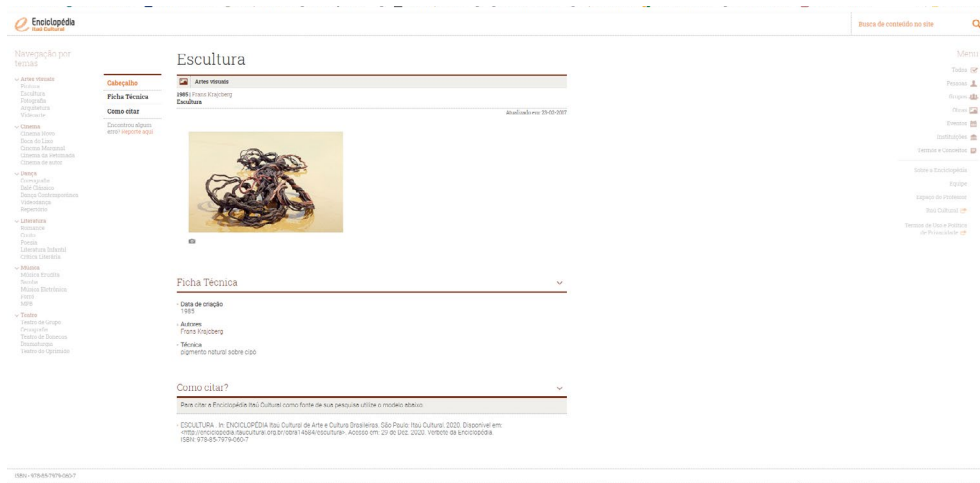 Enciclopédia
Itaú Cultural
Busca de conteúdo no site
Navegação por
temas
Artes visuais
Pintura
Escultura
Fotografia
Arquitetura
Videoarte
Cinema
Cinema Novo
Boca do Lixo
Cinema Marginal
Cinema da Retomada
Cinema de autor
Dança
Coreografia
Balé Clássico
Dança Contemporânea
Videodança
Repertório
Literatura
Romance
Conto
Poesia
Literatura Infantil
Crítica Literária
Música
Música Erudita
Samba
Música Eletrônica
MPB
Teatro
Teatro de Grupo
Cenografia
Dramaturgia
Teatro do Oprimido
Cabeçalho
Ficha Técnica
Como citar
Encontrou algum
erro? Reporte aqui
Escultura
Artes visuais
1985 | Frans Krajcberg
Escultura
Atualizado em: 23-02-2017
Ficha Técnica
Data de criação
1985
Autores
Frans Krajcberg
Técnica
pigmento natural sobre cipó
Como citar?
Para citar a Enciclopédia Itaú Cultural como fonte de sua pesquisa utilize o modelo abaixo:
ESCULTURA . In: ENCICLOPÉDIA Itaú Cultural de Arte e Cultura Brasileiras. São Paulo: Itaú Cultural, 2020. Disponível em:
<http://enciclopedia.itaucultural.org.br/obra14584/escultura>. Acesso em: 29 de Dez. 2020. Verbete da Enciclopédia.
ISBN: 978-85-7979-060-7
Menu
Todos
Pessoas
Grupos
Obras
Eventos
Instituições
Termos e Conceitos
Sobre a Enciclopédia
Equipe
Espaço do Professor
Itaú Cultural
Termos de Uso e Política
de Privacidade
ISBN - 978-85-7979-060-7